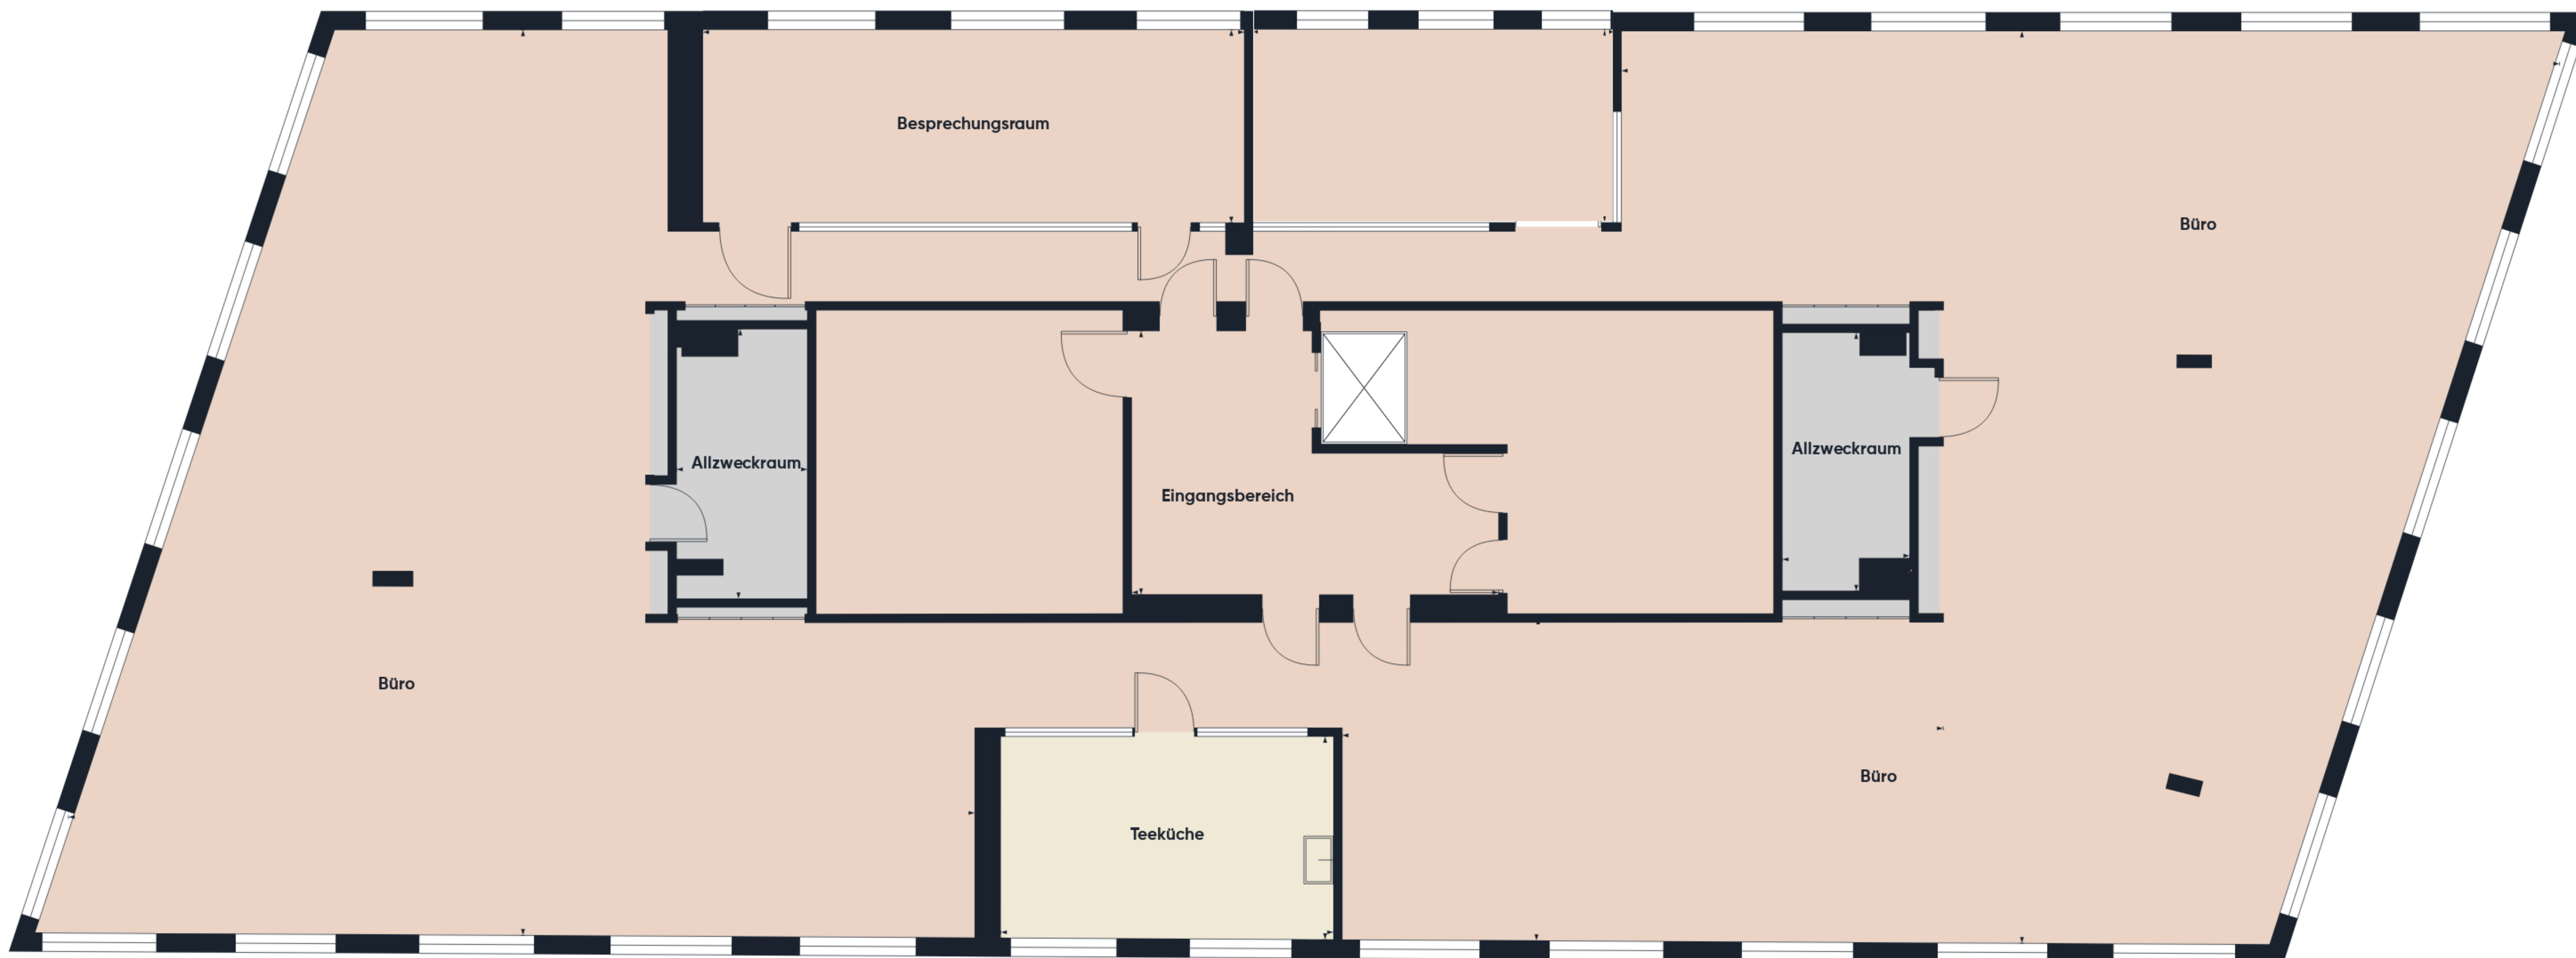 Besprechungsraum
Büro
Allzweckraum
Allzweckraum
Eingangsbereich
Büro
Büro
Teeküche